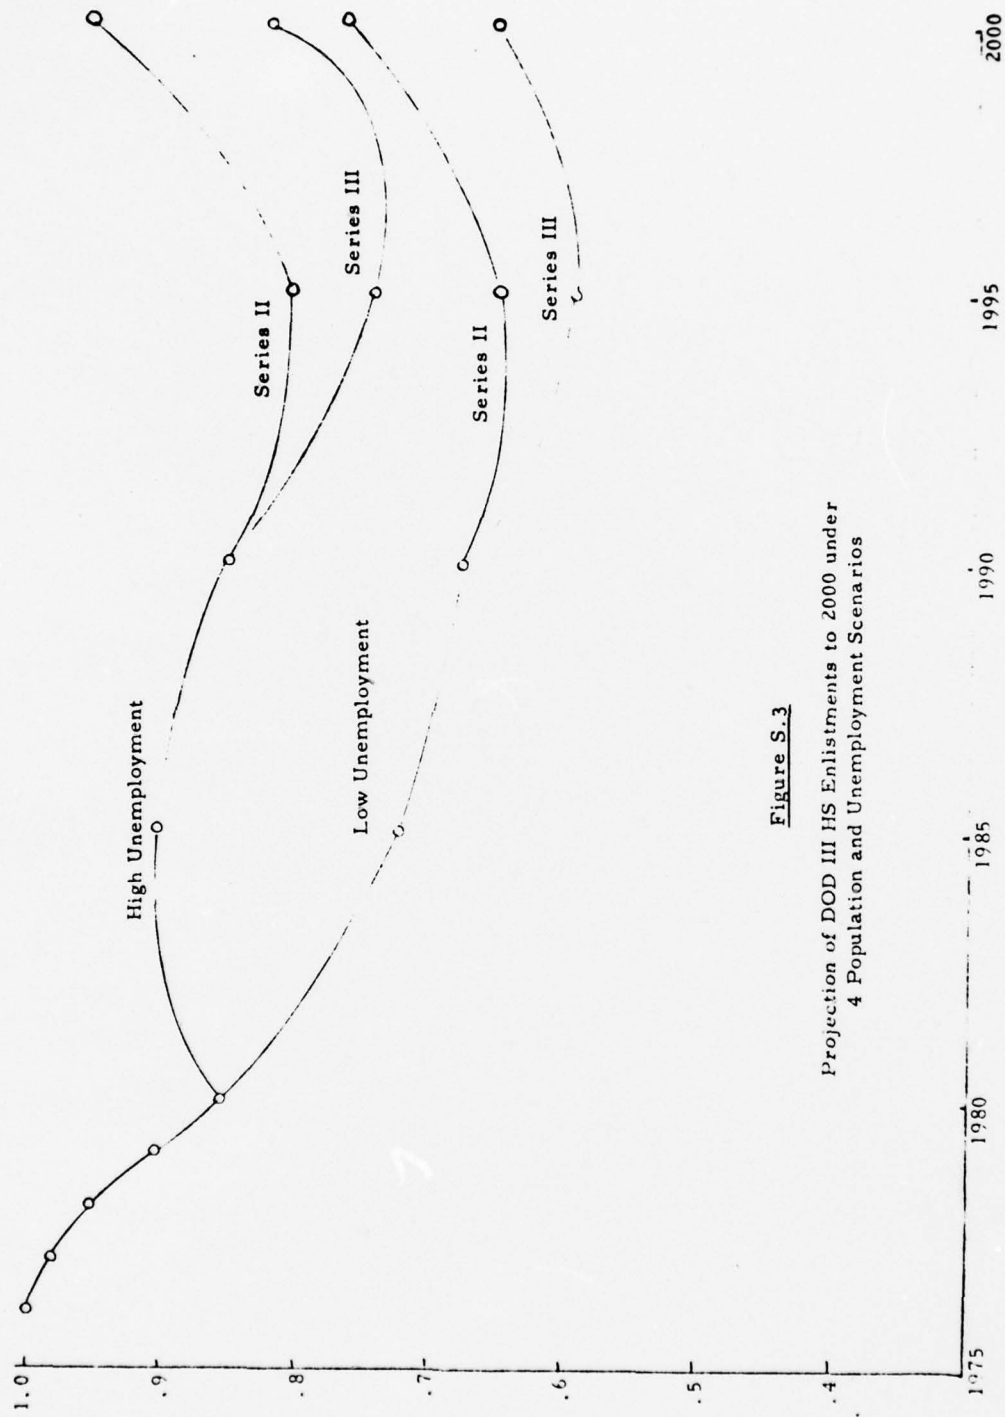 1.0
.9
.8
.7
.6
.5
.4
1975
1980
1985
1990
1995
2000
High Unemployment
Low Unemployment
Series II
Series III
Series II
Series III
Figure S.3
Projection of DOD III HS Enlistments to 2000 under
4 Population and Unemployment Scenarios